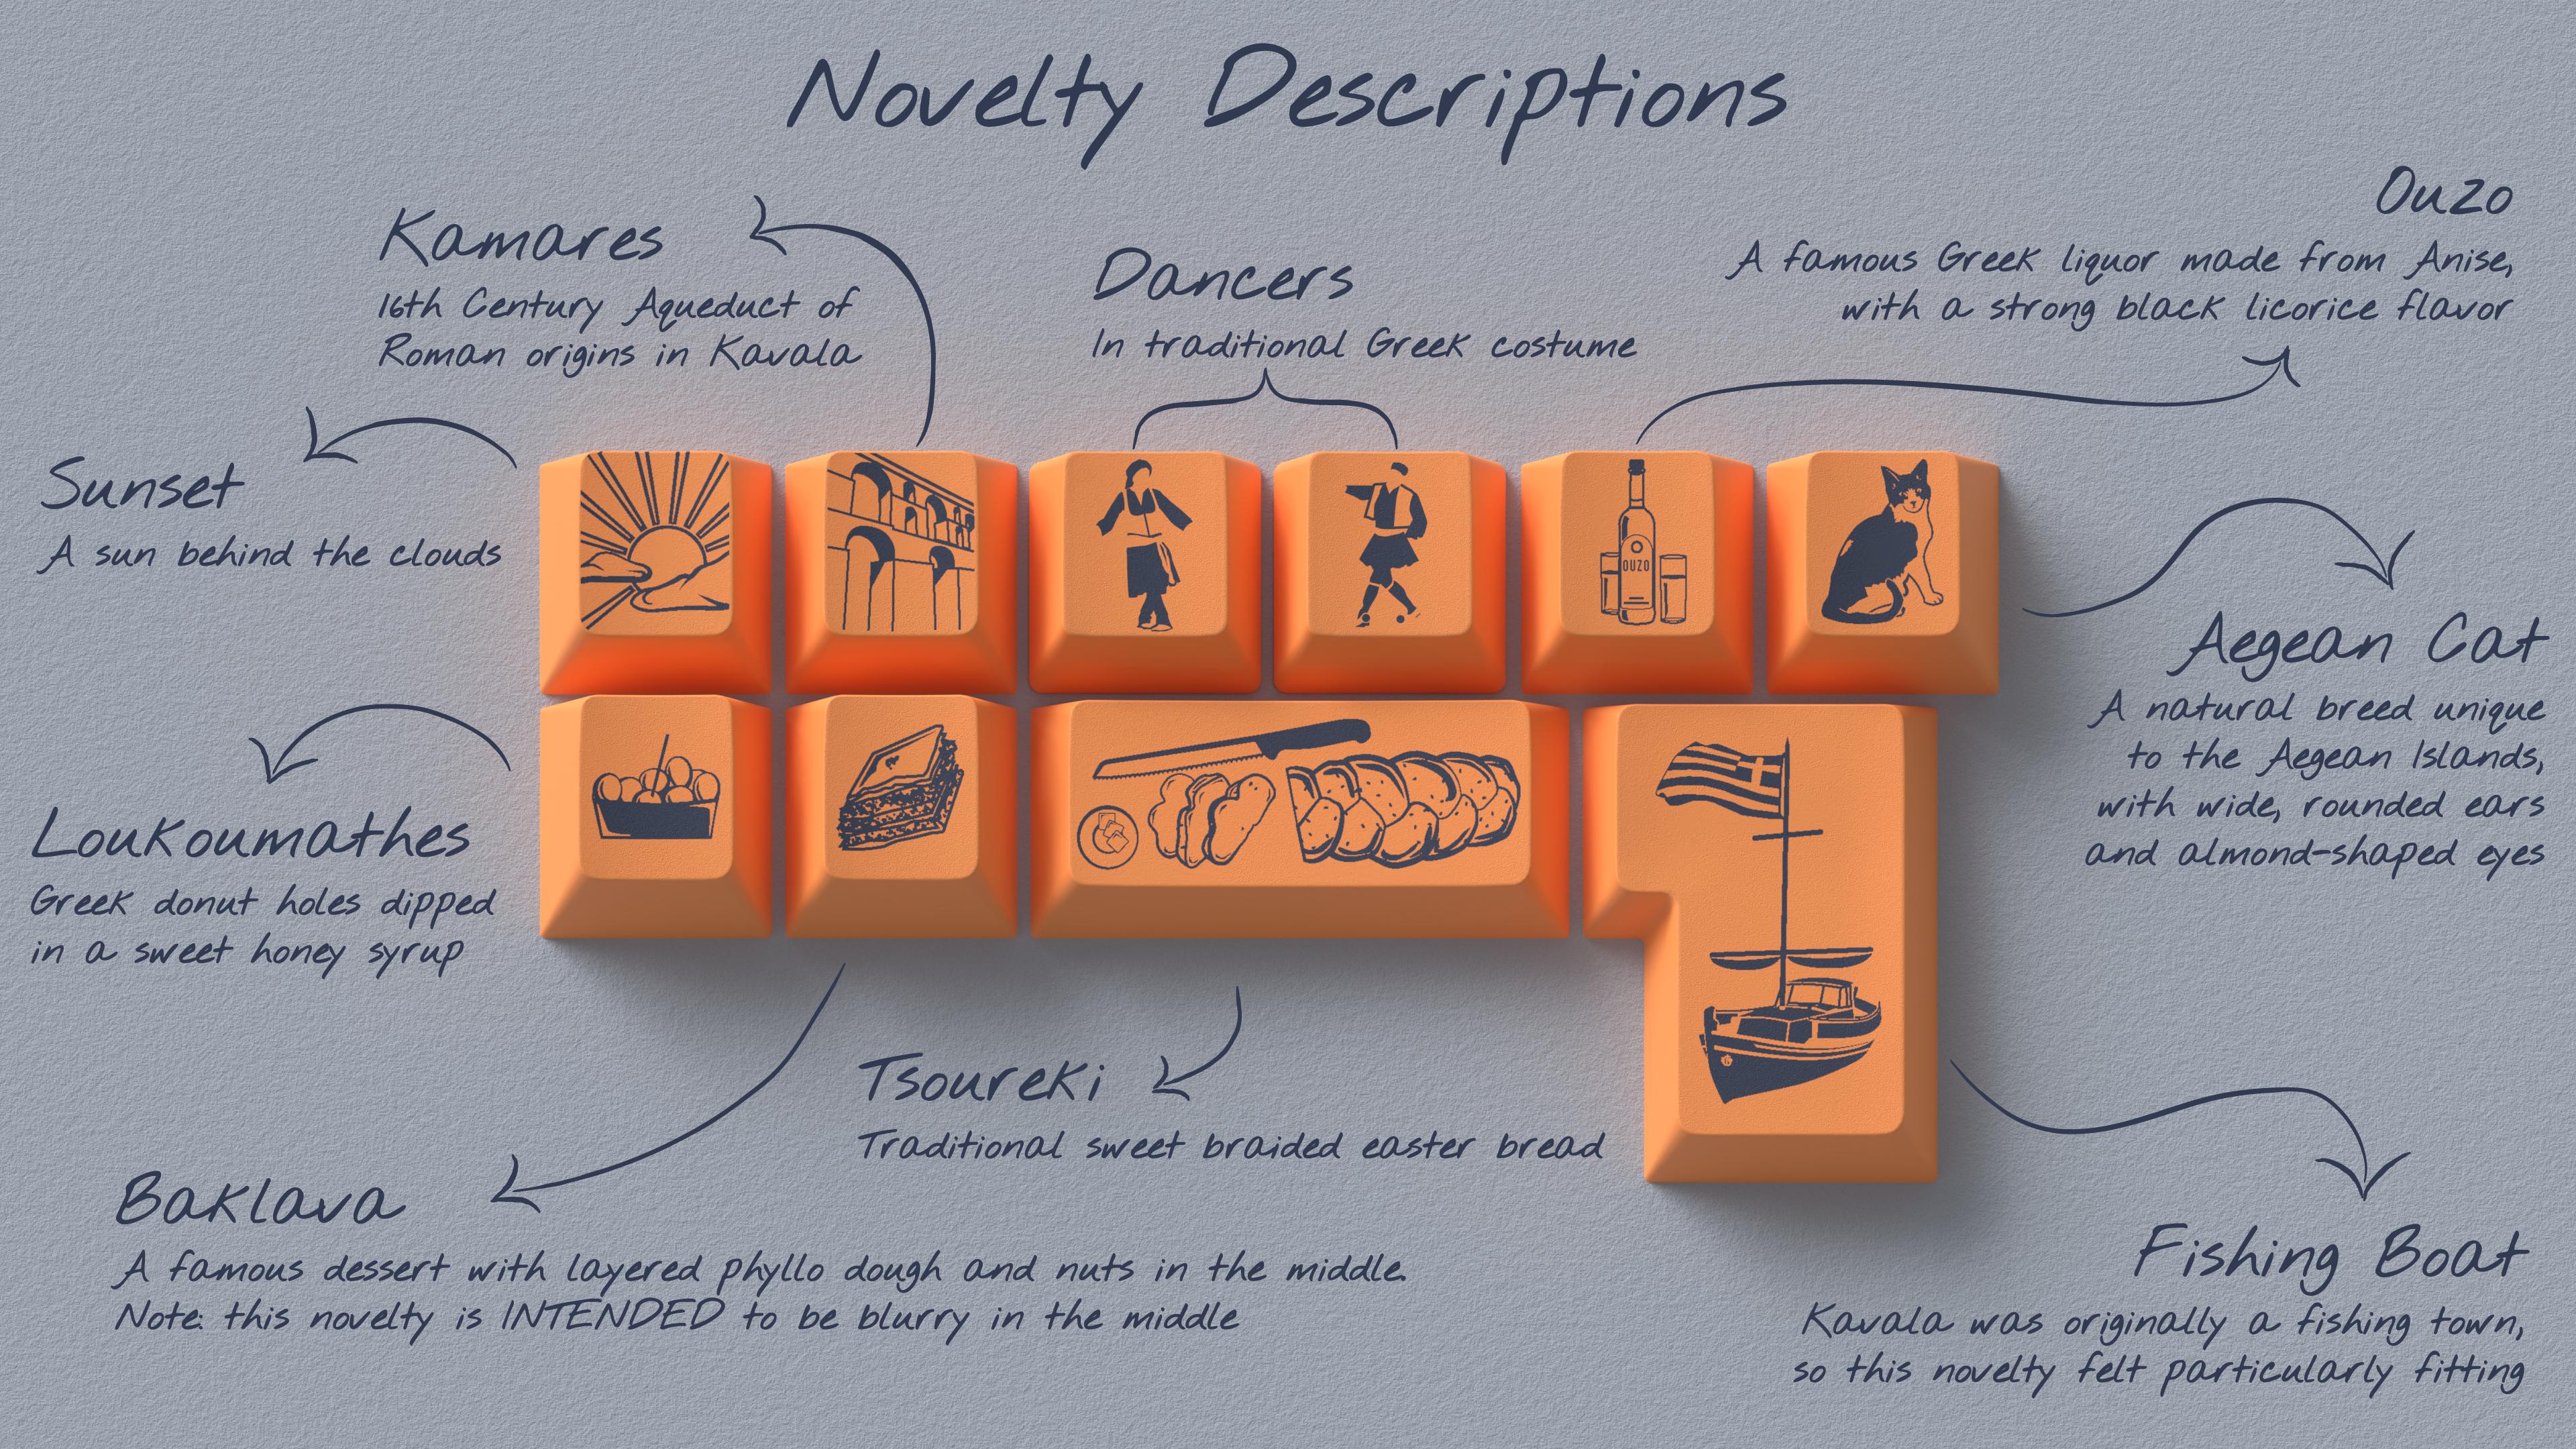 Novelty Descriptions
Kamares
16th Century Aqueduct of
Roman origins in Kavala
Dancers
In traditional Greek costume
Ouzo
A famous Greek liquor made from Anise,
with a strong black licorice flavor
Sunset
A sun behind the clouds
OUZO
Aegean Cat
A natural breed unique
to the Aegean Islands,
with wide, rounded ears
and almond-shaped eyes
Loukoumathes
Greek donut holes dipped
in a sweet honey syrup
Tsoureki
Traditional sweet braided easter bread
Baklava
A famous dessert with layered phyllo dough and nuts in the middle.
Note: this novelty is INTENDED to be blurry in the middle
Fishing Boat
Kavala was originally a fishing town,
so this novelty felt particularly fitting